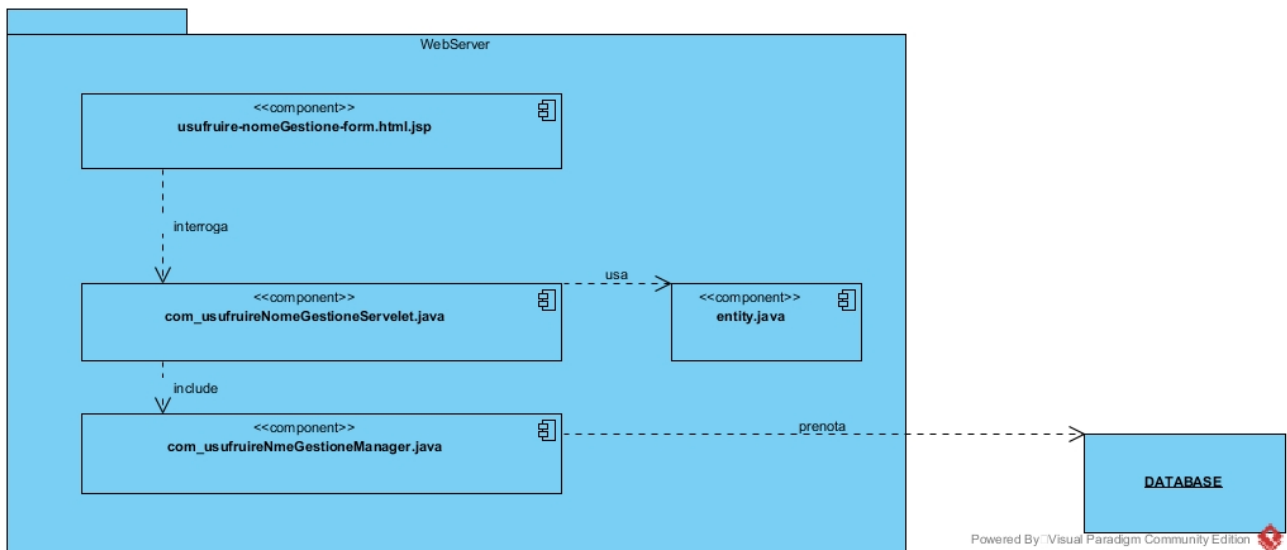 WebServer
<<component>>
usufruire-nomeGestione-form.html.jsp
interroga
<<component>>
com_usufruireNomeGestioneServelet.java
usa
<<component>>
entity.java
include
<<component>>
com_usufruireNmeGestioneManager.java
prenota
DATABASE
Powered By Visual Paradigm Community Edition